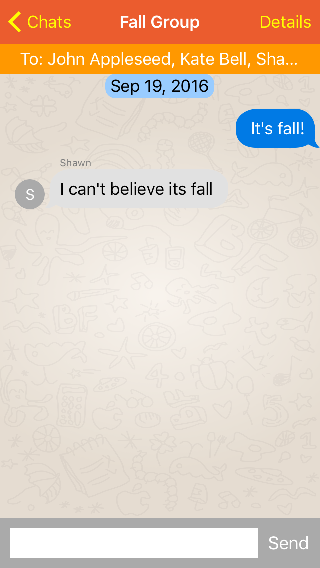 Chats
Fall Group
Details
To: John Appleseed, Kate Bell, Sha...
Sep 19, 2016
It's fall!
Shawn
S
I can't believe its fall
Send